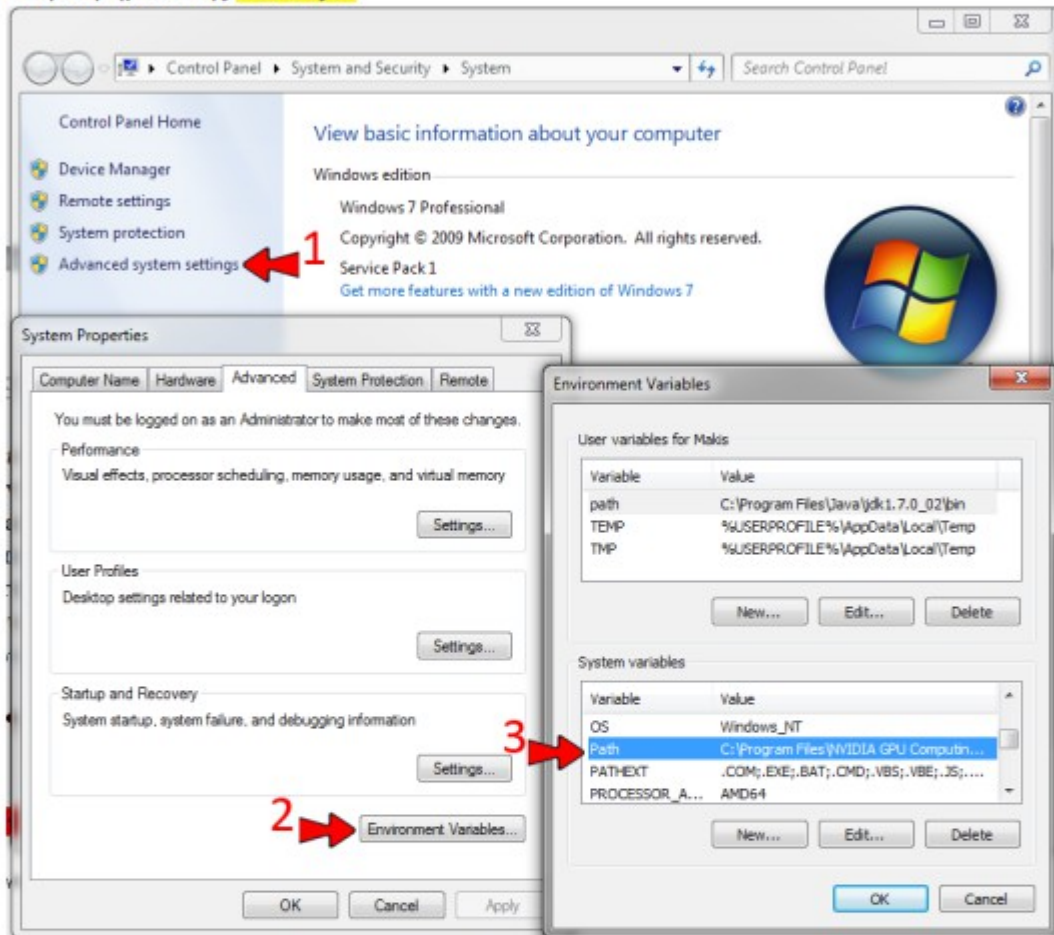 Control Panel ▸ System and Security ▸ System
Search Control Panel
Control Panel Home
Device Manager
Remote settings
System protection
Advanced system settings
1
View basic information about your computer
Windows edition
Windows 7 Professional
Copyright © 2009 Microsoft Corporation. All rights reserved.
Service Pack 1
Get more features with a new edition of Windows 7
System Properties
Computer Name Hardware Advanced System Protection Remote
You must be logged on as an Administrator to make most of these changes.
Performance
Visual effects, processor scheduling, memory usage, and virtual memory
Settings...
User Profiles
Desktop settings related to your logon
Settings...
Startup and Recovery
System startup, system failure, and debugging information
Settings...
2
Environment Variables...
OK Cancel Apply
Environment Variables
User variables for Makis
Variable Value
path C:\Program Files\Java\jdk1.7.0_02\bin
TEMP %USERPROFILE%\AppData\Local\Temp
TMP %USERPROFILE%\AppData\Local\Temp
New... Edit... Delete
System variables
Variable Value
OS Windows_NT
3
Path C:\Program Files\NVIDIA GPU Computin...
PATHEXT .COM;.EXE;.BAT;.CMD;.VBS;.VBE;.JS;....
PROCESSOR_A... AMD64
New... Edit... Delete
OK Cancel